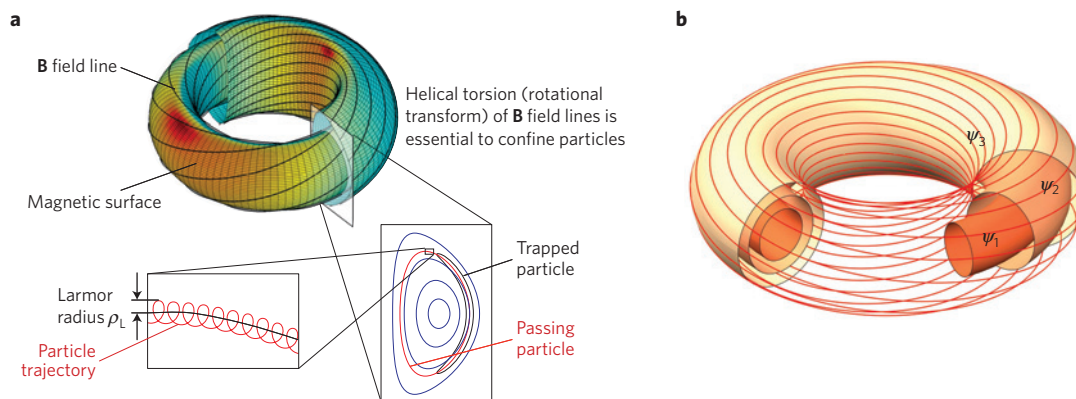 a
B field line
Magnetic surface
Helical torsion (rotational
transform) of B field lines is
essential to confine particles
Larmor
radius ρL
Particle
trajectory
Trapped
particle
Passing
particle
b
ψ3
ψ2
ψ1